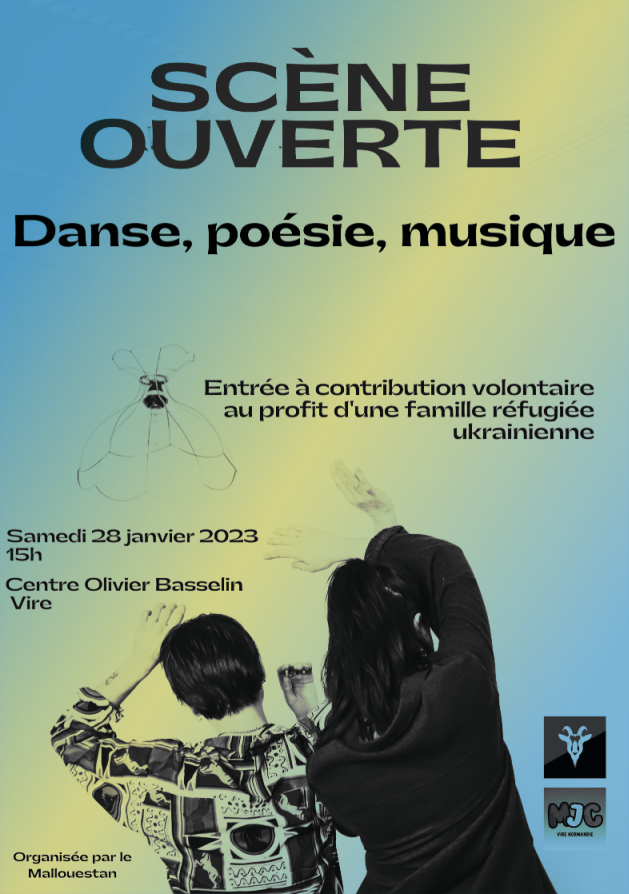 SCÈNE
OUVERTE
Danse, poésie, musique
Entrée à contribution volontaire
au profit d'une famille réfugiée
ukrainienne
Samedi 28 janvier 2023
15h
Centre Olivier Basselin
Vire
MJC
VIRE NORMANDIE
Organisée par le
Mallouestan